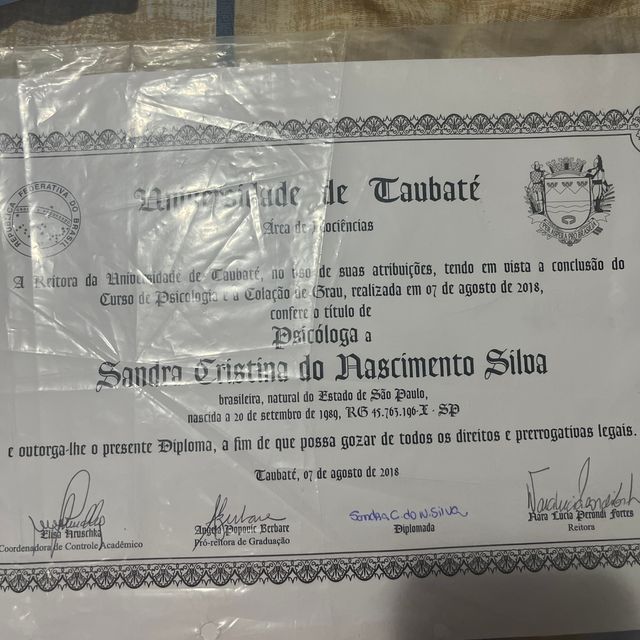 REPÚBLICA FEDERATIVA DO BRASIL
Universidade de Taubaté
Área de Biociências
A Reitora da Universidade de Taubaté, no uso de suas atribuições, tendo em vista a conclusão do
Curso de Psicologia e a Colação de Grau, realizada em 07 de agosto de 2018,
confere o título de
Psicóloga a
Sandra Cristina do Nascimento Silva
brasileira, natural do Estado de São Paulo,
nascida a 20 de setembro de 1989, RG 45.765.196-X - SP
e outorga-lhe o presente Diploma, a fim de que possa gozar de todos os direitos e prerrogativas legais.
Taubaté, 07 de agosto de 2018
Sandra C. do N. Silva
Elisa Hruschka
Angela Popovic Berbare
Diplomada
Nara Lucia Perondi Fortes
Coordenadora de Controle Acadêmico
Pró-reitora de Graduação
Reitora